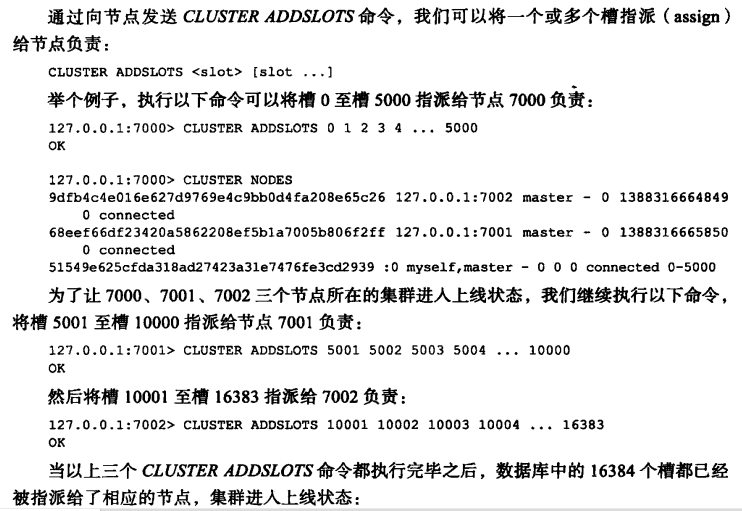 通过向节点发送 CLUSTER ADDSLOTS 命令，我们可以将一个或多个槽指派（assign）
给节点负责：
CLUSTER ADDSLOTS <slot> [slot ...]
举个例子，执行以下命令可以将槽 0 至槽 5000 指派给节点 7000 负责：
127.0.0.1:7000> CLUSTER ADDSLOTS 0 1 2 3 4 ... 5000
OK
127.0.0.1:7000> CLUSTER NODES
9dfb4c4e016e627d9769e4c9bb0d4fa208e65c26 127.0.0.1:7002 master - 0 1388316664849
0 connected
68eef66df23420a5862208ef5b1a7005b806f2ff 127.0.0.1:7001 master - 0 1388316665850
0 connected
51549e625cfda318ad27423a31e7476fe3cd2939 :0 myself,master - 0 0 0 connected 0-5000
为了让 7000、7001、7002 三个节点所在的集群进入上线状态，我们继续执行以下命令，
将槽 5001 至槽 10000 指派给节点 7001 负责：
127.0.0.1:7001> CLUSTER ADDSLOTS 5001 5002 5003 5004 ... 10000
OK
然后将槽 10001 至槽 16383 指派给 7002 负责：
127.0.0.1:7002> CLUSTER ADDSLOTS 10001 10002 10003 10004 ... 16383
OK
当以上三个 CLUSTER ADDSLOTS 命令都执行完毕之后，数据库中的 16384 个槽都已经
被指派给了相应的节点，集群进入上线状态：